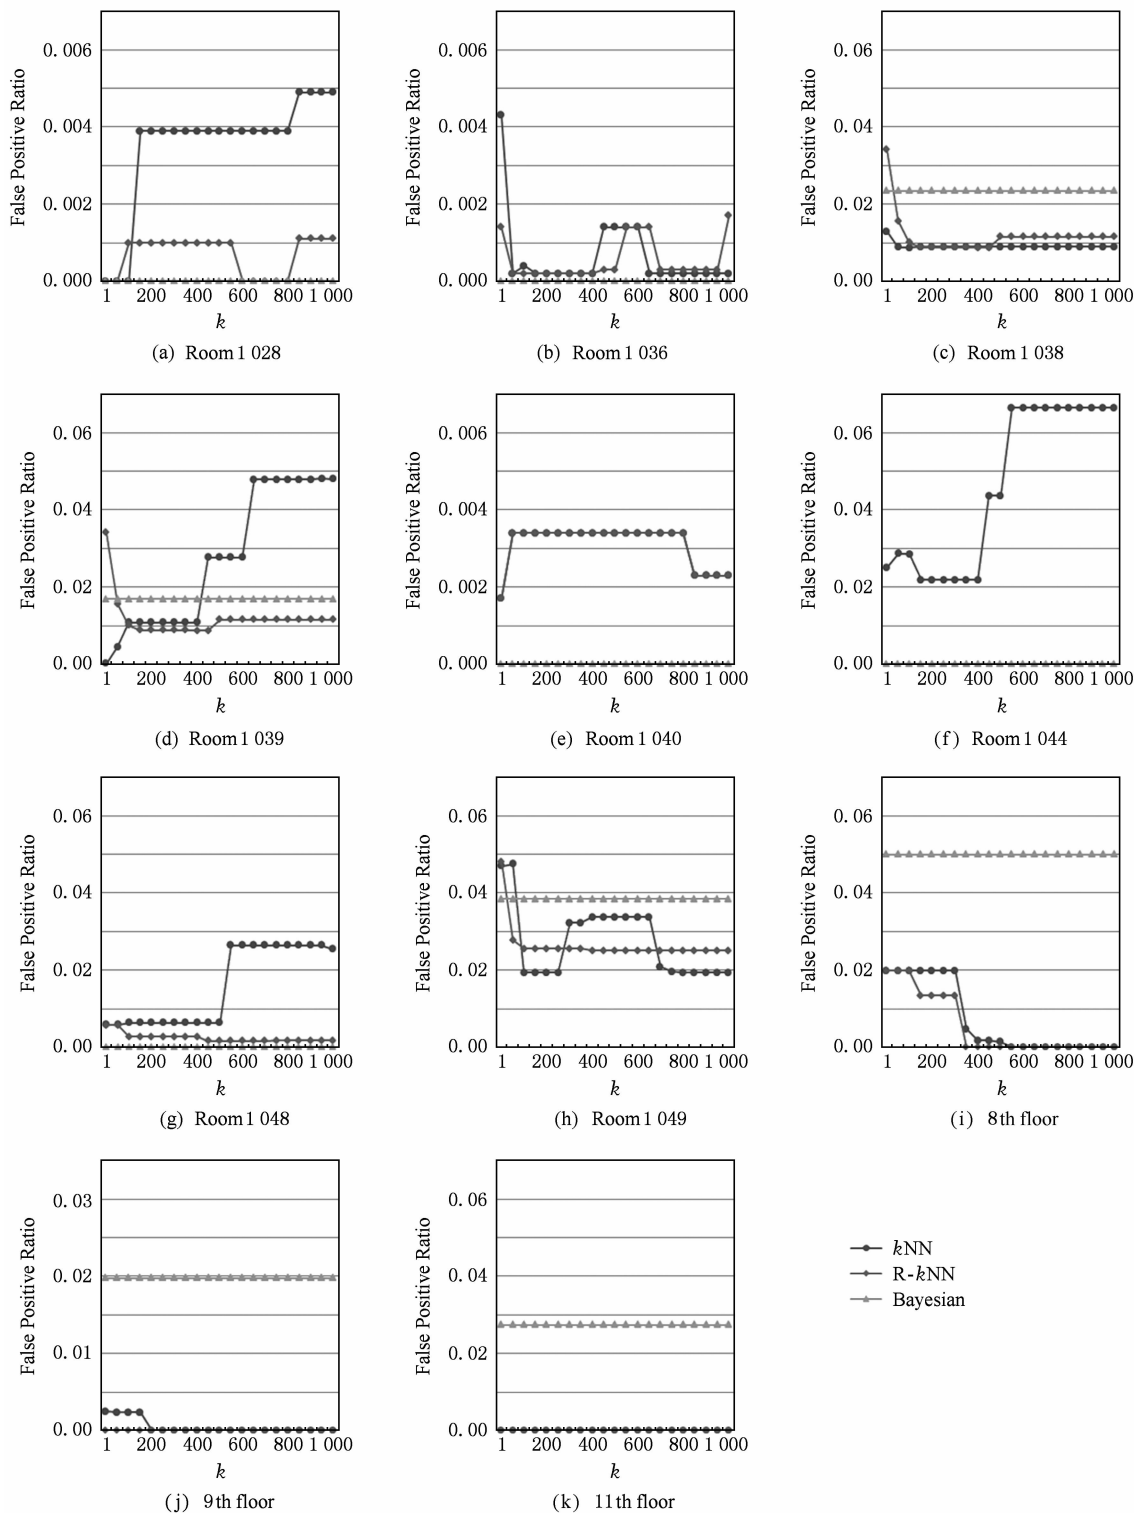 False Positive Ratio
0. 006
0. 004
0. 002
0. 000
1 200 400 600 800 1 000
k
(a) Room 1 028
False Positive Ratio
0. 006
0. 004
0. 002
0. 000
1 200 400 600 800 1 000
k
(b) Room 1 036
False Positive Ratio
0. 06
0. 04
0. 02
0. 00
1 200 400 600 800 1 000
k
(c) Room 1 038
False Positive Ratio
0. 06
0. 04
0. 02
0. 00
1 200 400 600 800 1 000
k
(d) Room 1 039
False Positive Ratio
0. 006
0. 004
0. 002
0. 000
1 200 400 600 800 1 000
k
(e) Room 1 040
False Positive Ratio
0. 06
0. 04
0. 02
0. 00
1 200 400 600 800 1 000
k
(f) Room 1 044
False Positive Ratio
0. 06
0. 04
0. 02
0. 00
1 200 400 600 800 1 000
k
(g) Room 1 048
False Positive Ratio
0. 06
0. 04
0. 02
0. 00
1 200 400 600 800 1 000
k
(h) Room 1 049
False Positive Ratio
0. 06
0. 04
0. 02
0. 00
1 200 400 600 800 1 000
k
(i) 8th floor
False Positive Ratio
0. 03
0. 02
0. 01
0. 00
1 200 400 600 800 1 000
k
(j) 9th floor
False Positive Ratio
0. 06
0. 04
0. 02
0. 00
1 200 400 600 800 1 000
k
(k) 11th floor
kNN
R-kNN
Bayesian